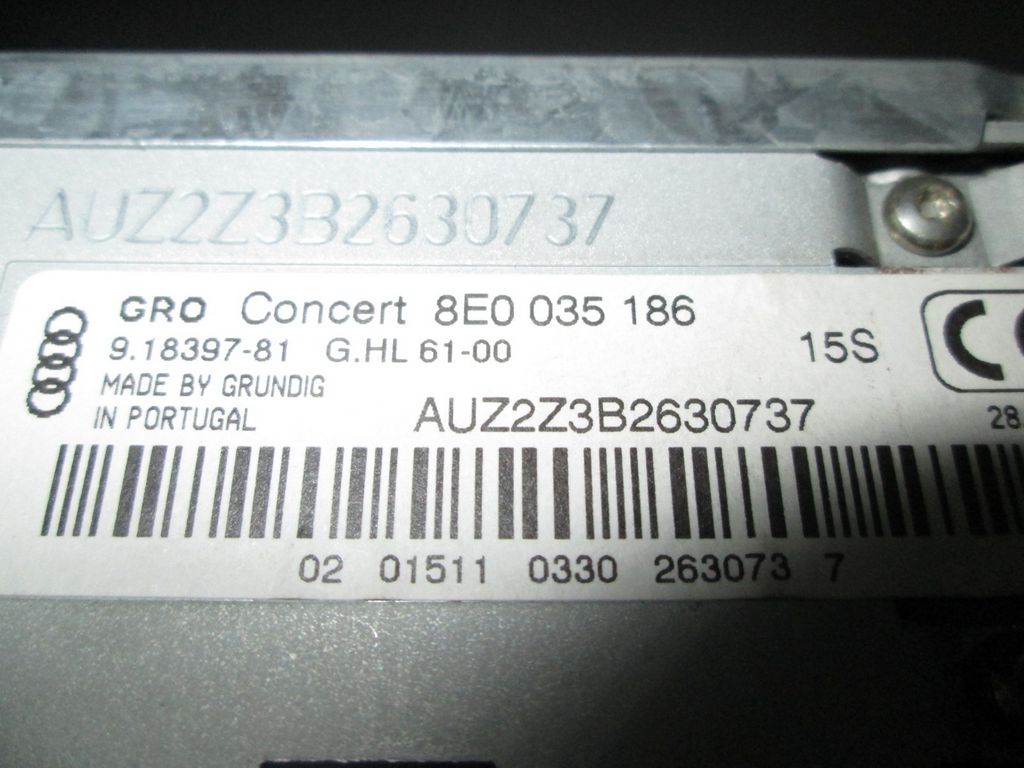 AUZ2Z3B2630737
GRO Concert 8E0 035 186
9.18397-81 G.HL 61-00 15S
MADE BY GRUNDIG
IN PORTUGAL AUZ2Z3B2630737 28.
02 01511 0330 263073 7